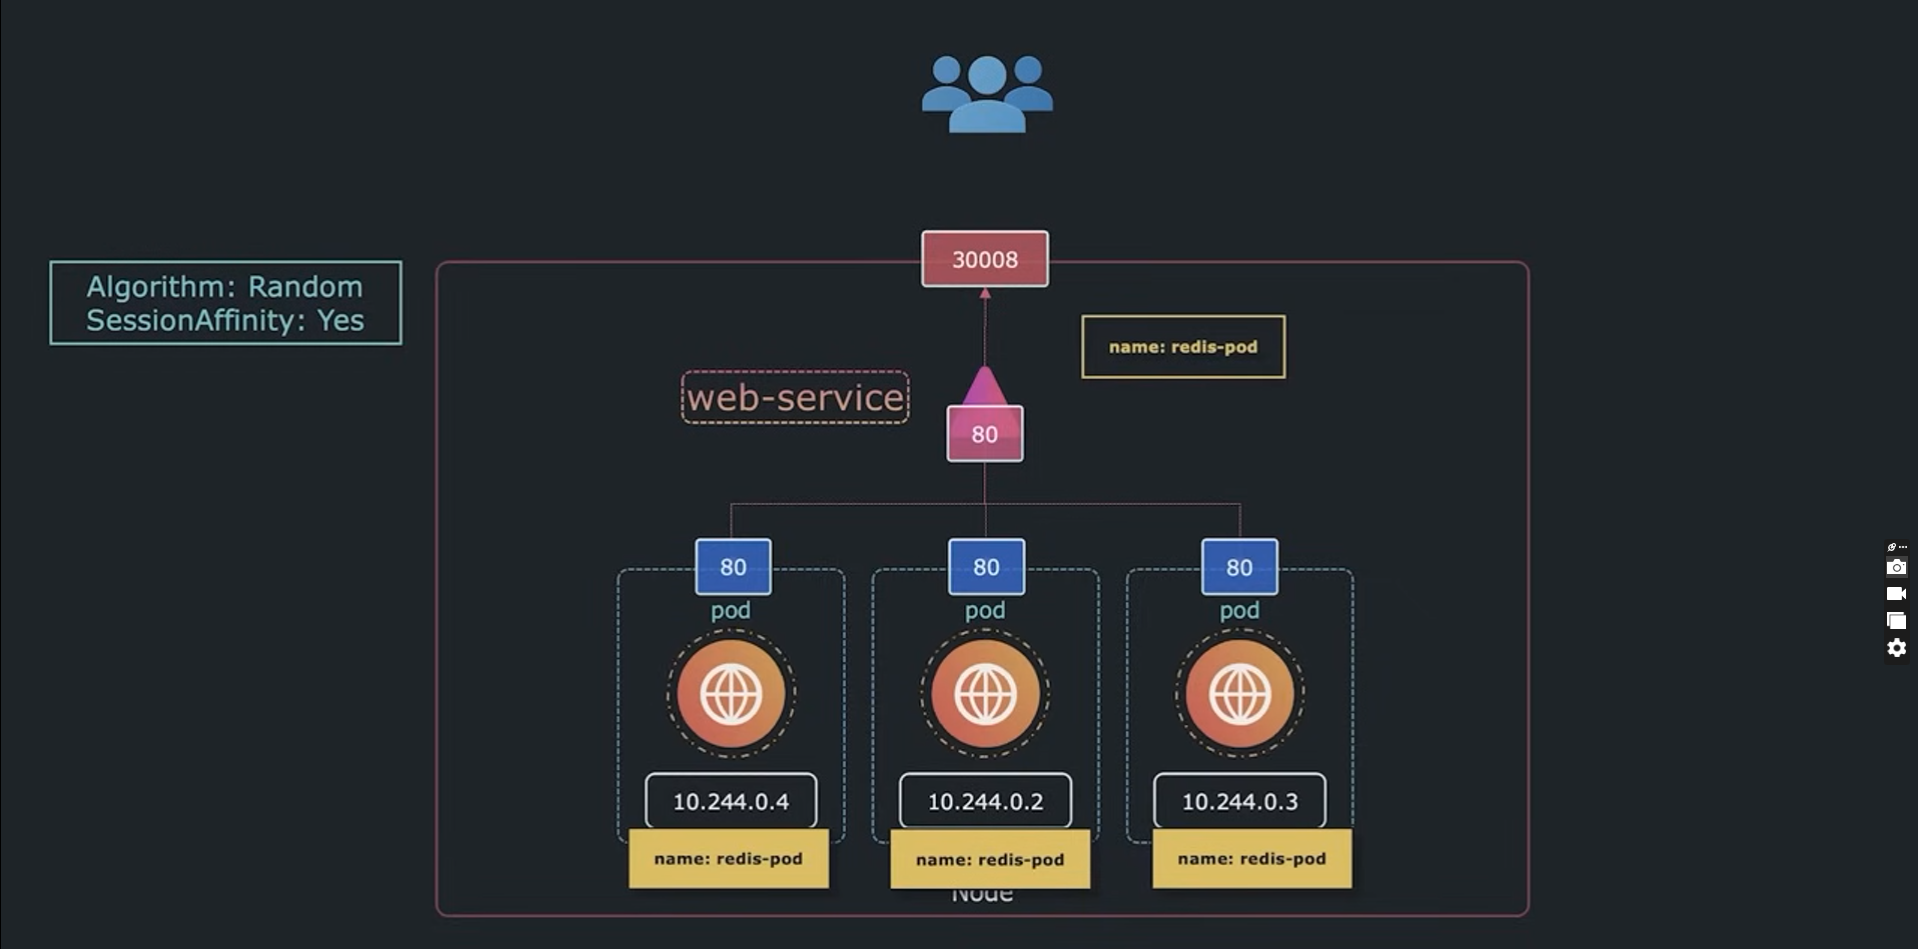 30008
Algorithm: Random
SessionAffinity: Yes
name: redis-pod
web-service
80
80
80
80
pod
pod
pod
10.244.0.4
10.244.0.2
10.244.0.3
name: redis-pod
name: redis-pod
name: redis-pod
Node